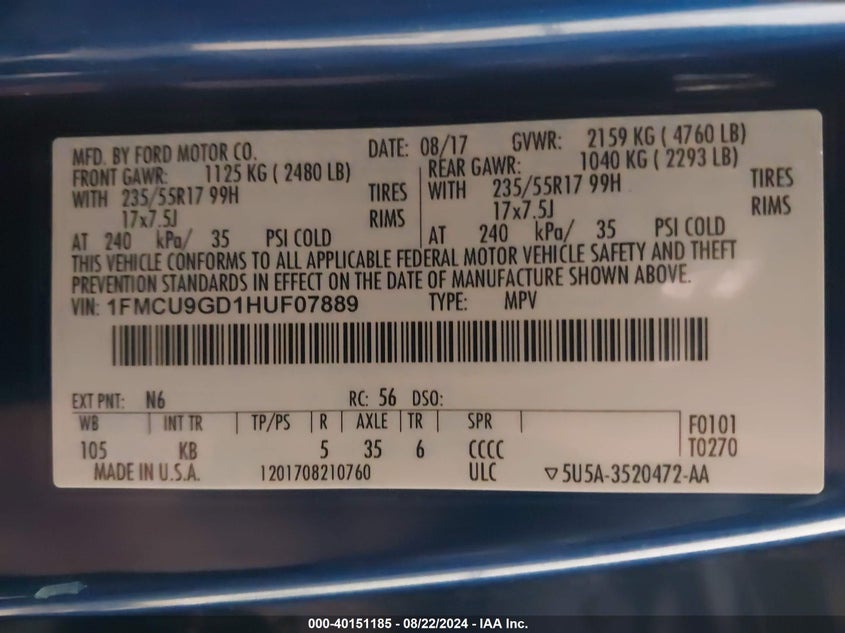 MFD. BY FORD MOTOR CO. DATE: 08/17 GVWR: 2159 KG ( 4760 LB)
FRONT GAWR: 1125 KG ( 2480 LB) REAR GAWR: 1040 KG ( 2293 LB)
WITH 235/55R17 99H TIRES WITH 235/55R17 99H TIRES
17x7.5J RIMS 17x7.5J RIMS
AT 240 kPa/ 35 PSI COLD AT 240 kPa/ 35 PSI COLD
THIS VEHICLE CONFORMS TO ALL APPLICABLE FEDERAL MOTOR VEHICLE SAFETY AND THEFT
PREVENTION STANDARDS IN EFFECT ON THE DATE OF MANUFACTURE SHOWN ABOVE.
VIN: 1FMCU9GD1HUF07889 TYPE: MPV
EXT PNT: N6 RC: 56 DSO:
WB | INT TR | TP/PS | R | AXLE | TR | SPR F0101
105 KB 5 35 6 CCCC T0270
MADE IN U.S.A. 1201708210760 ULC ▽5U5A-3520472-AA
000-40151185 - 08/22/2024 - IAA Inc.